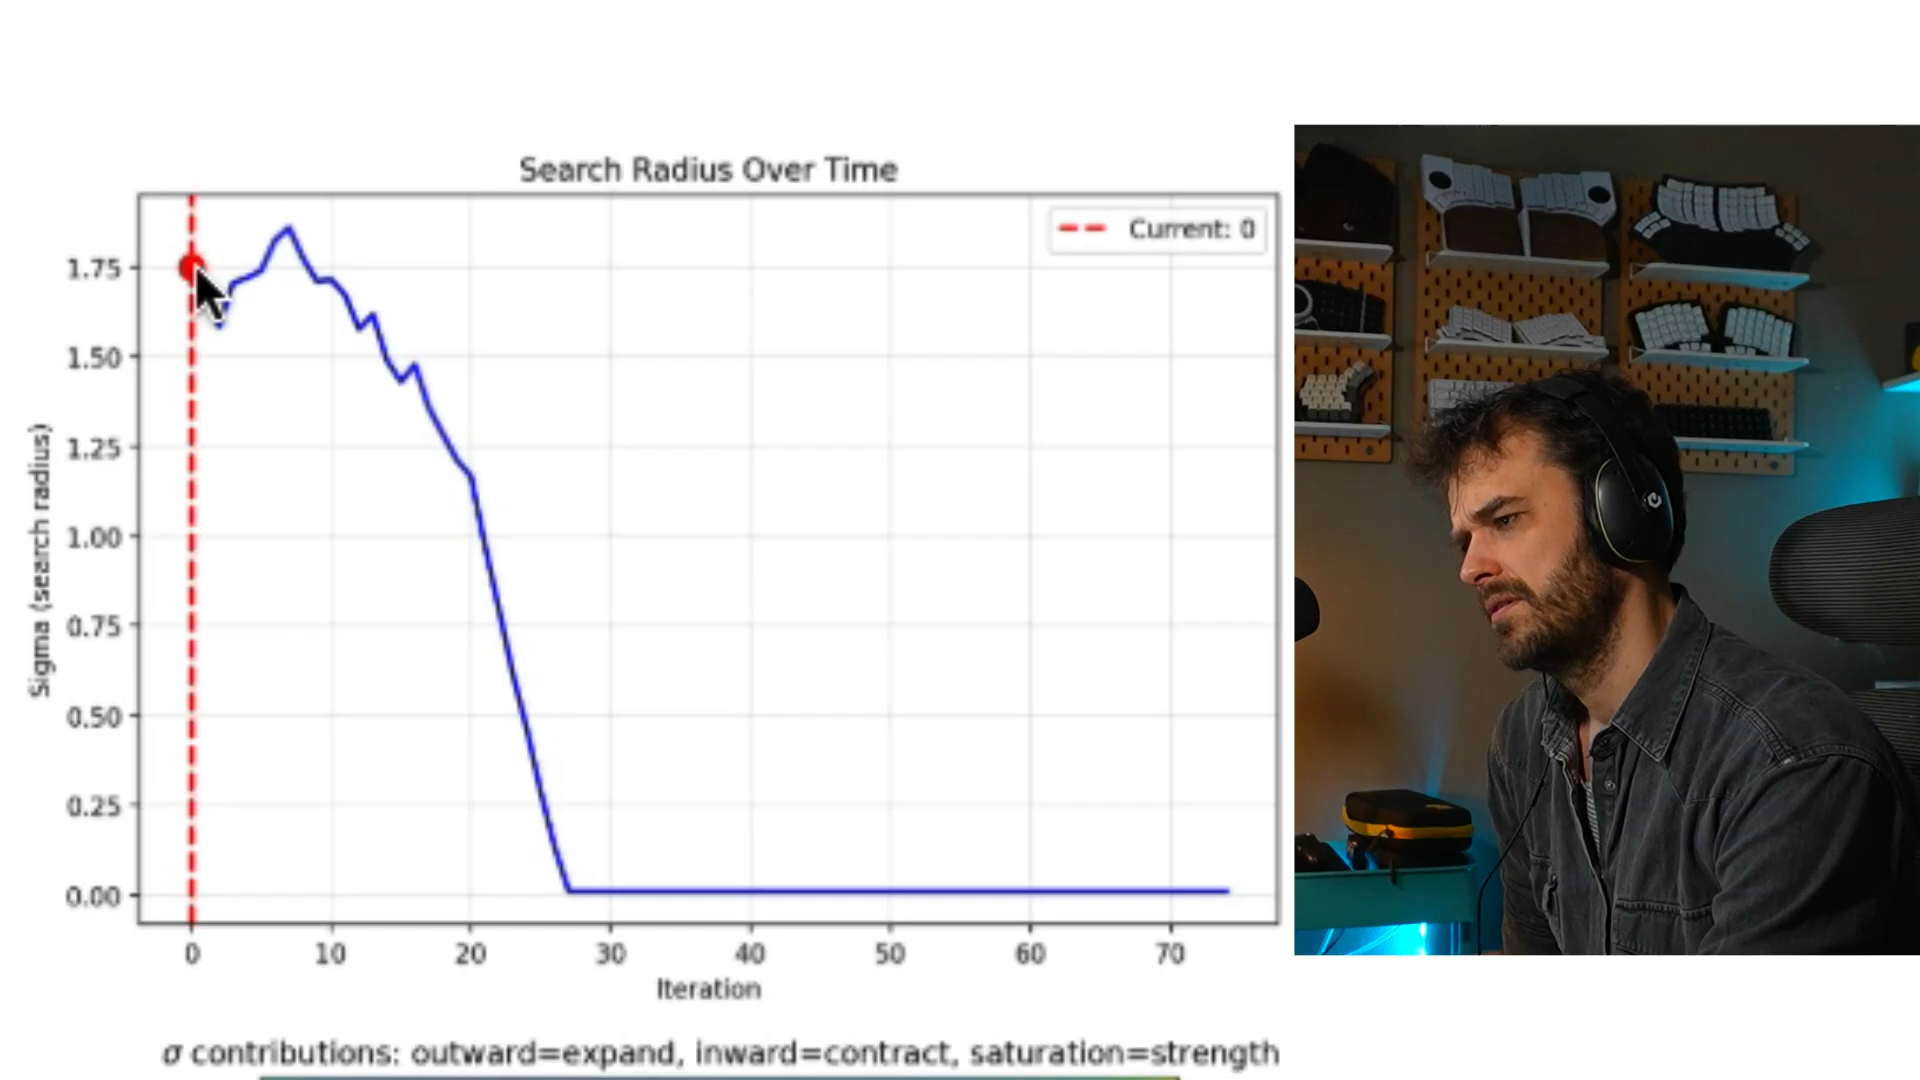 Search Radius Over Time
Current: 0
1.75
1.50
1.25
1.00
0.75
0.50
0.25
0.00
Sigma (search radius)
0 10 20 30 40 50 60 70
Iteration
σ contributions: outward=expand, inward=contract, saturation=strength